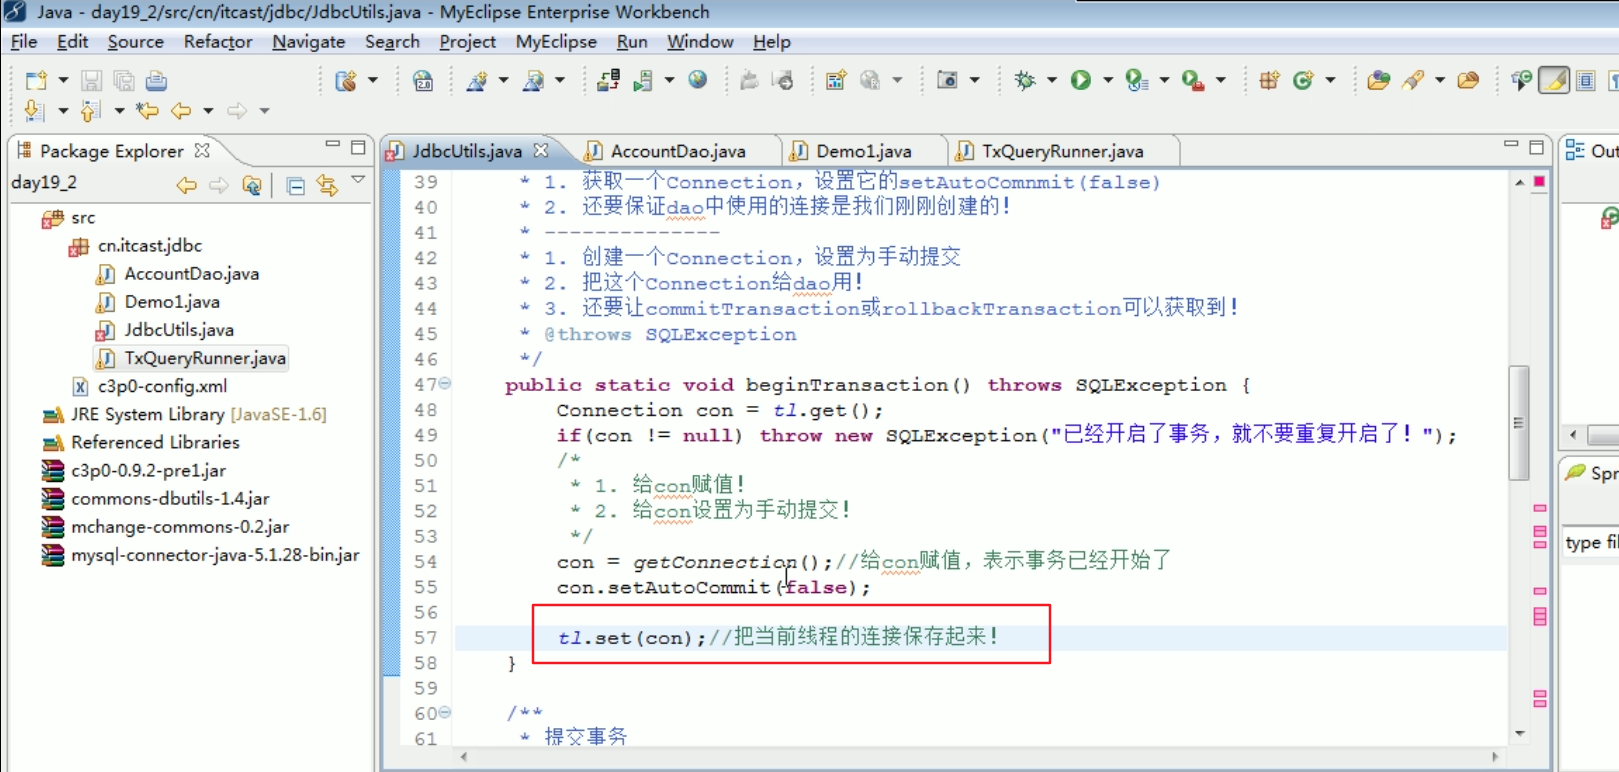 Java - day19_2/src/cn/itcast/jdbc/JdbcUtils.java - MyEclipse Enterprise Workbench
File Edit Source Refactor Navigate Search Project MyEclipse Run Window Help
Package Explorer
day19_2
src
cn.itcast.jdbc
AccountDao.java
Demo1.java
JdbcUtils.java
TxQueryRunner.java
c3p0-config.xml
JRE System Library [JavaSE-1.6]
Referenced Libraries
c3p0-0.9.2-pre1.jar
commons-dbutils-1.4.jar
mchange-commons-0.2.jar
mysql-connector-java-5.1.28-bin.jar
JdbcUtils.java AccountDao.java Demo1.java TxQueryRunner.java
39 * 1. 获取一个Connection，设置它的setAutoComnmit(false)
40 * 2. 还要保证dao中使用的连接是我们刚刚创建的！
41 * --------------
42 * 1. 创建一个Connection，设置为手动提交
43 * 2. 把这个Connection给dao用！
44 * 3. 还要让commitTransaction或rollbackTransaction可以获取到！
45 * @throws SQLException
46 */
47 public static void beginTransaction() throws SQLException {
48 Connection con = tl.get();
49 if(con != null) throw new SQLException("已经开启了事务，就不要重复开启了！");
50 /*
51 * 1. 给con赋值！
52 * 2. 给con设置为手动提交！
53 */
54 con = getConnection();//给con赋值，表示事务已经开始了
55 con.setAutoCommit(false);
56
57 tl.set(con);//把当前线程的连接保存起来！
58 }
59
60 /**
61 * 提交事务
Out
Spr
type fil